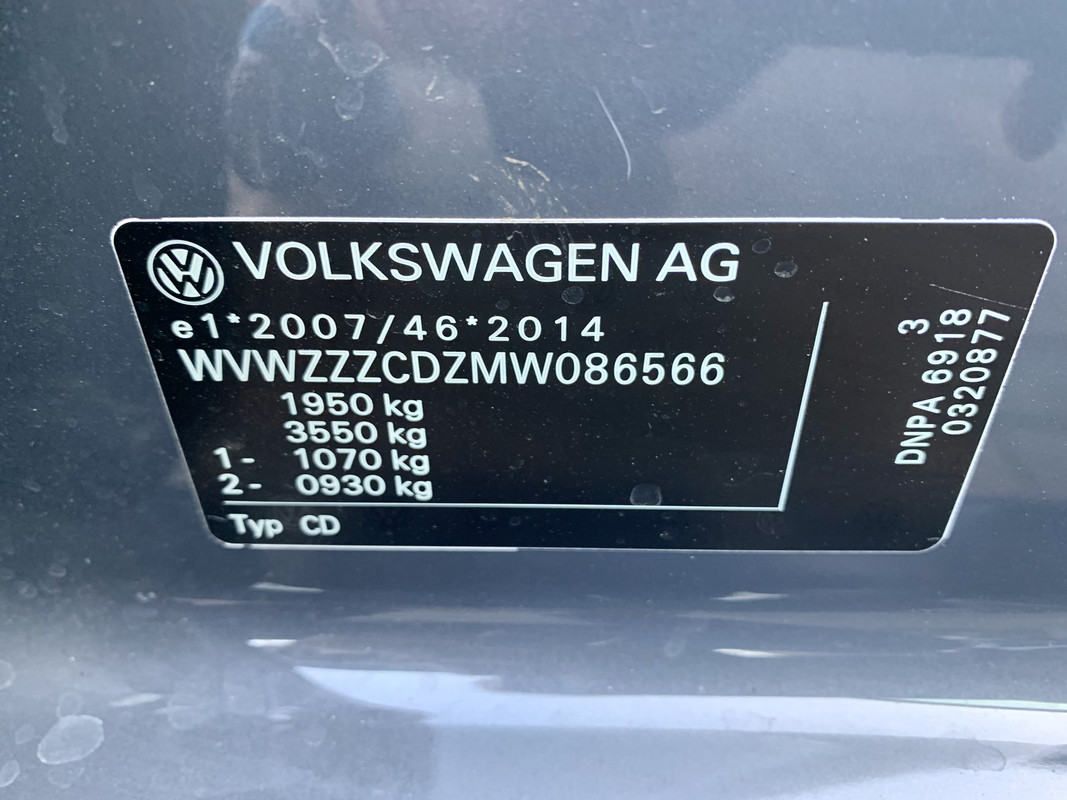 VOLKSWAGEN AG
e1*2007/46*2014
WVWZZZCDZMW086566
1950 kg
3550 kg
1- 1070 kg
2- 0930 kg
Typ CD
3
DNPA 6918
0320877